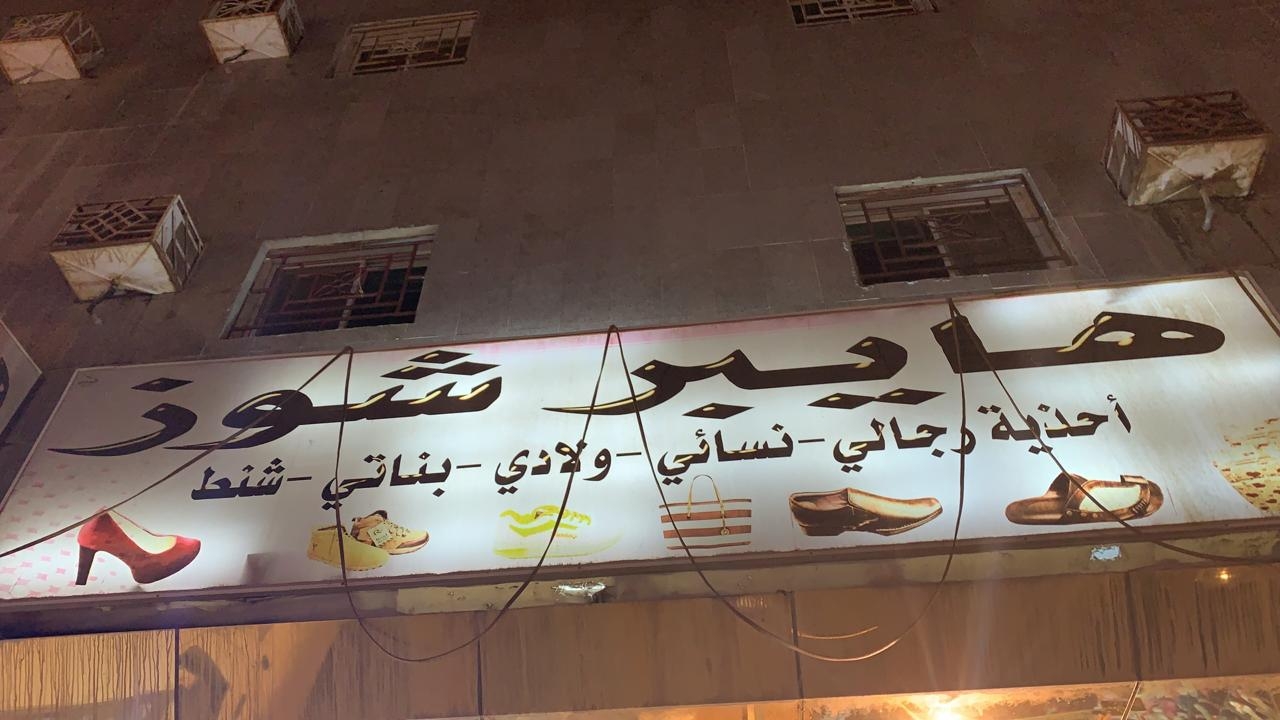 هايبر شوز
أحذية رجالي - نسائي - ولادي - بناتي - شنط